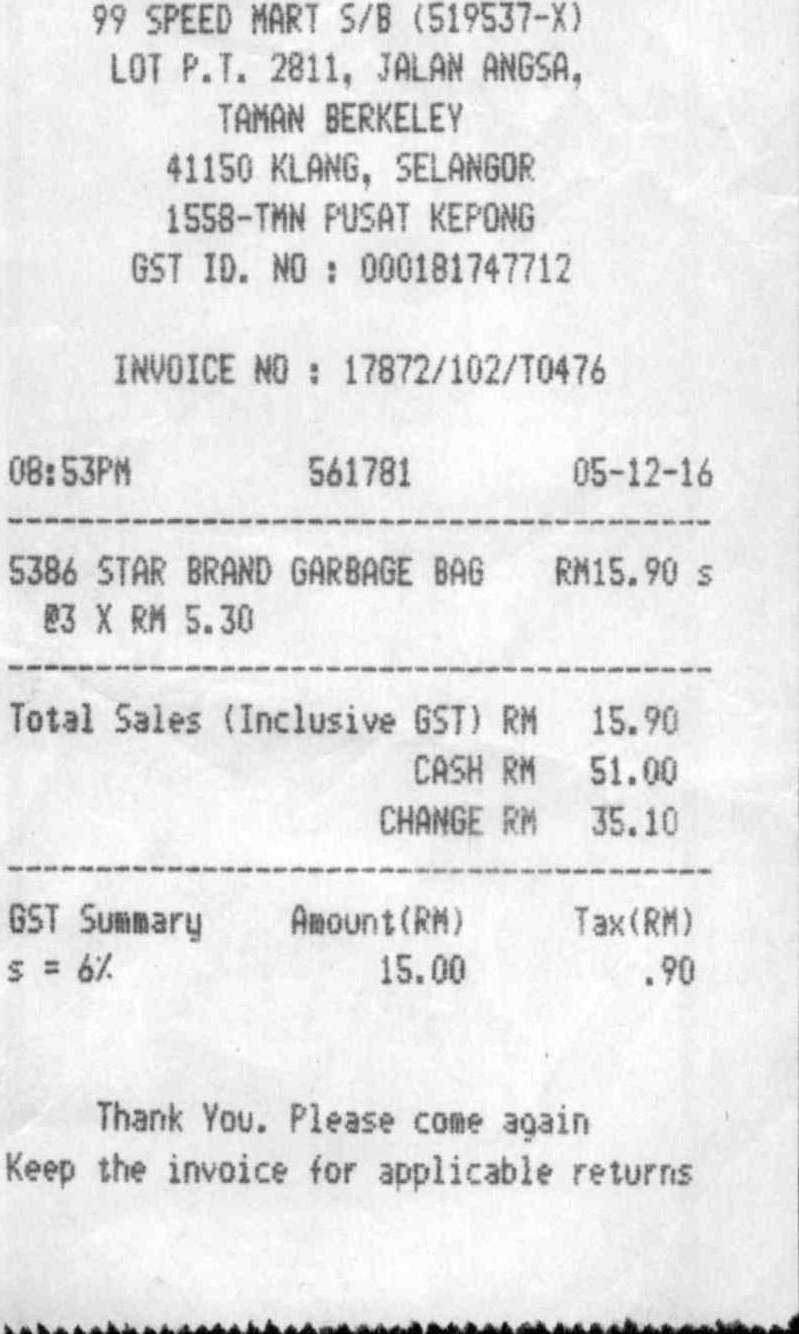 99 SPEED MART S/B (519537-X)
LOT P.T. 2811, JALAN ANGSA,
TAMAN BERKELEY
41150 KLANG, SELANGOR
1558-TMN PUSAT KEPONG
GST ID. NO : 000181747712
INVOICE NO : 17872/102/T0476
08:53PM 561781 05-12-16
5386 STAR BRAND GARBAGE BAG RM15.90 s
@3 X RM 5.30
Total Sales (Inclusive GST) RM 15.90
CASH RM 51.00
CHANGE RM 35.10
GST Summary Amount(RM) Tax(RM)
s = 6% 15.00 .90
Thank You. Please come again
Keep the invoice for applicable returns